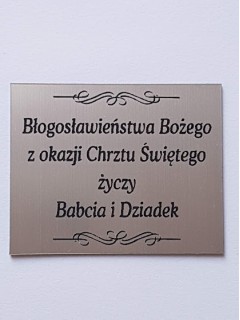 Błogosławieństwa Bożego
z okazji Chrztu Świętego
życzy
Babcia i Dziadek